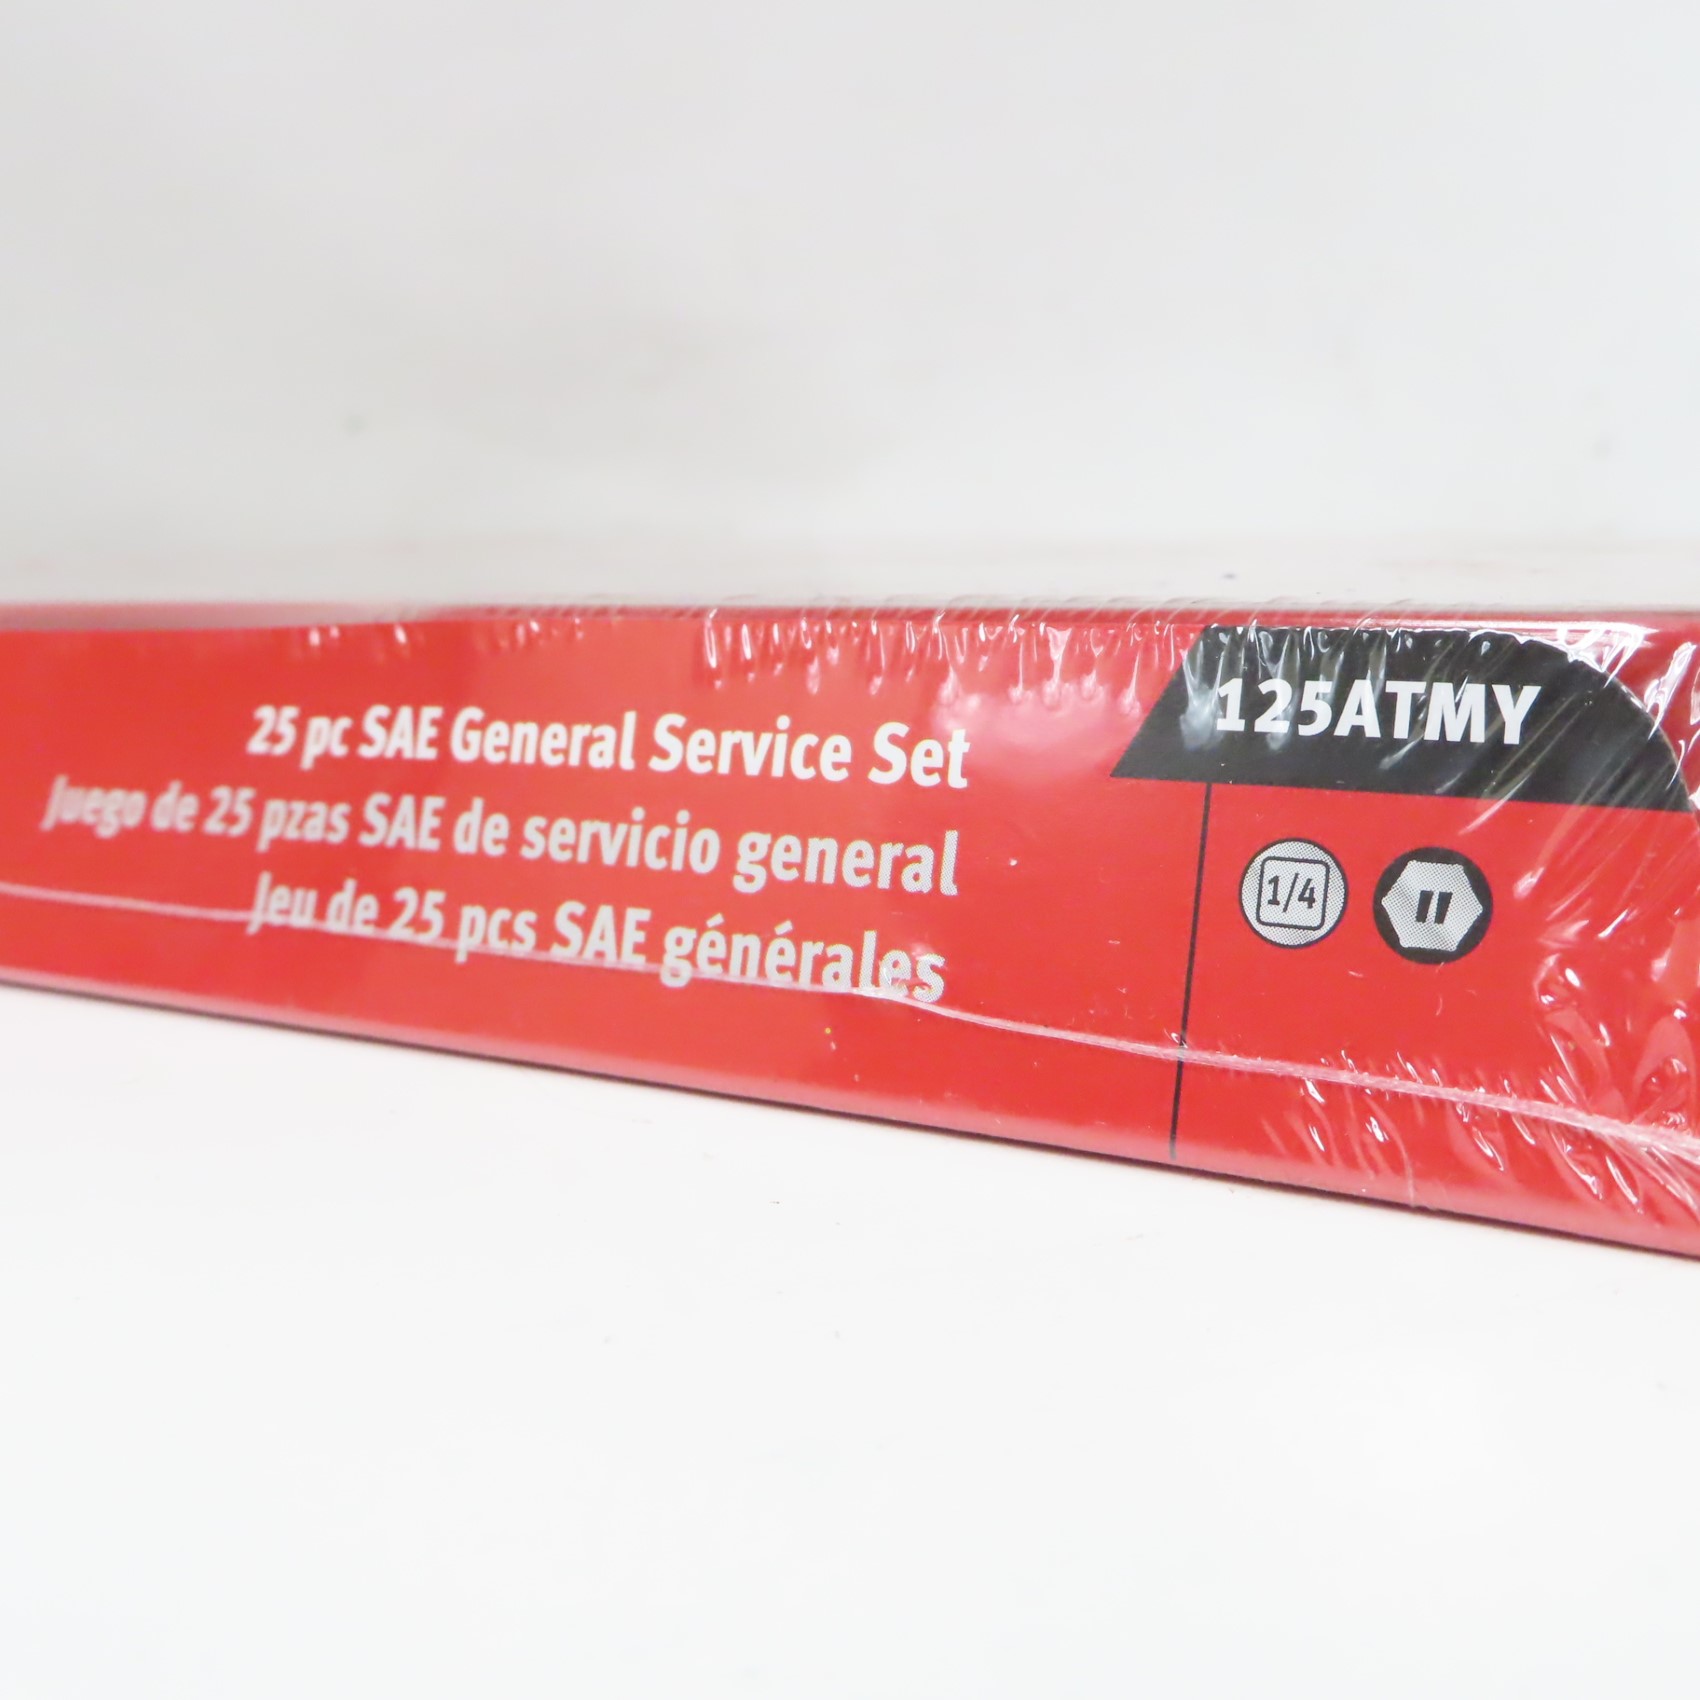 25 pc SAE General Service Set
Juego de 25 pzas SAE de servicio general
Jeu de 25 pcs SAE générales
125ATMY
1/4
"